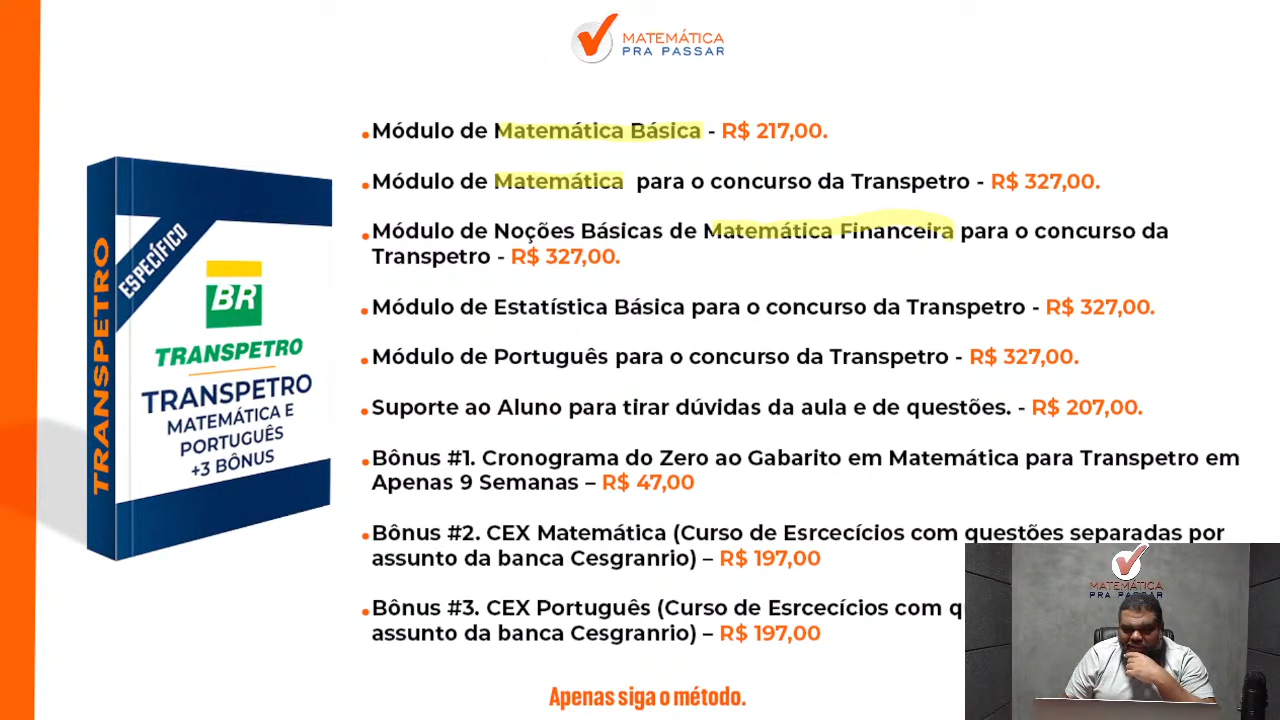 MATEMÁTICA
PRA PASSAR
Módulo de Matemática Básica - R$ 217,00.
Módulo de Matemática para o concurso da Transpetro - R$ 327,00.
Módulo de Noções Básicas de Matemática Financeira para o concurso da
Transpetro - R$ 327,00.
Módulo de Estatística Básica para o concurso da Transpetro - R$ 327,00.
Módulo de Português para o concurso da Transpetro - R$ 327,00.
Suporte ao Aluno para tirar dúvidas da aula e de questões. - R$ 207,00.
Bônus #1. Cronograma do Zero ao Gabarito em Matemática para Transpetro em
Apenas 9 Semanas – R$ 47,00
Bônus #2. CEX Matemática (Curso de Esrcecícios com questões separadas por
assunto da banca Cesgranrio) – R$ 197,00
Bônus #3. CEX Português (Curso de Esrcecícios com q
assunto da banca Cesgranrio) – R$ 197,00
Apenas siga o método.
TRANSPETRO
ESPECÍFICO
BR
TRANSPETRO
TRANSPETRO
MATEMÁTICA E
PORTUGUÊS
+3 BÔNUS
MATEMÁTICA
PRA PASSAR